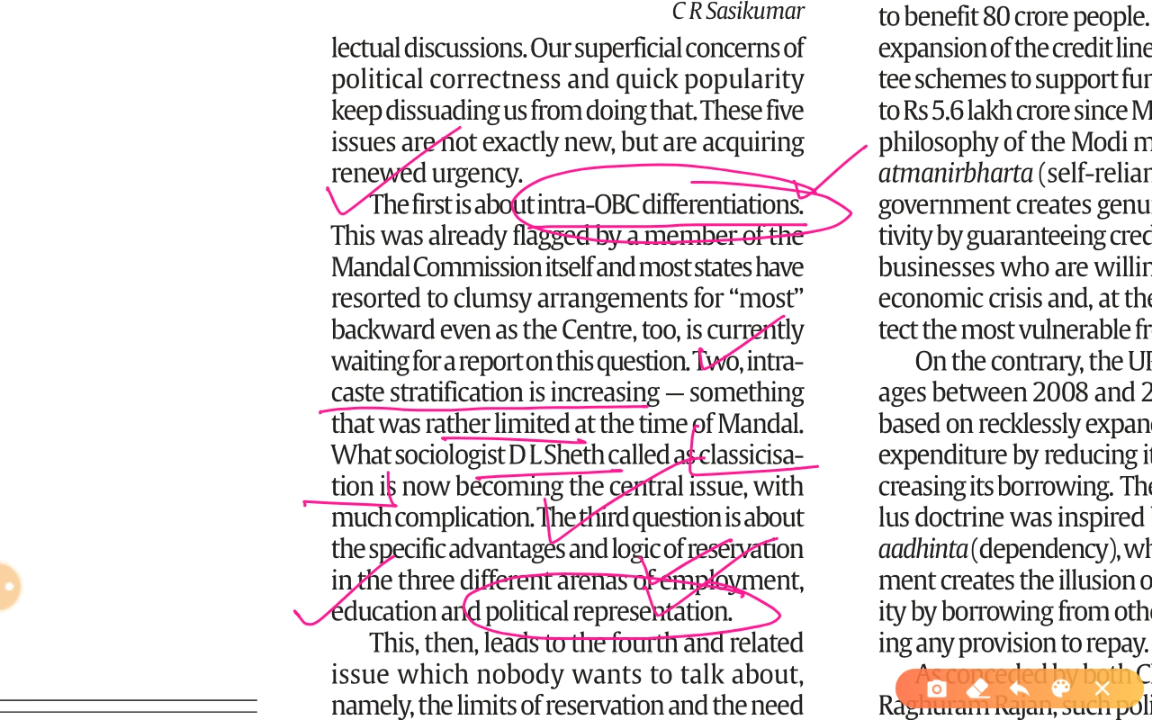 C R Sasikumar
lectual discussions. Our superficial concerns of
political correctness and quick popularity
keep dissuading us from doing that. These five
issues are not exactly new, but are acquiring
renewed urgency.
The first is about intra-OBC differentiations.
This was already flagged by a member of the
Mandal Commission itself and most states have
resorted to clumsy arrangements for “most”
backward even as the Centre, too, is currently
waiting for a report on this question. Two, intra-
caste stratification is increasing — something
that was rather limited at the time of Mandal.
What sociologist D L Sheth called as classicisa-
tion is now becoming the central issue, with
much complication. The third question is about
the specific advantages and logic of reservation
in the three different arenas of employment,
education and political representation.
This, then, leads to the fourth and related
issue which nobody wants to talk about,
namely, the limits of reservation and the need
to benefit 80 crore people.
expansion of the credit line
tee schemes to support fun
to Rs 5.6 lakh crore since M
philosophy of the Modi m
atmanirbharta (self-relian
government creates genu
tivity by guaranteeing cred
businesses who are willin
economic crisis and, at the
tect the most vulnerable fr
On the contrary, the UP
ages between 2008 and 2
based on recklessly expan
expenditure by reducing it
creasing its borrowing. The
lus doctrine was inspired
aadhinta (dependency), wh
ment creates the illusion o
ity by borrowing from othe
ing any provision to repay.
As conceded by both C
Raghuram Rajan, such poli